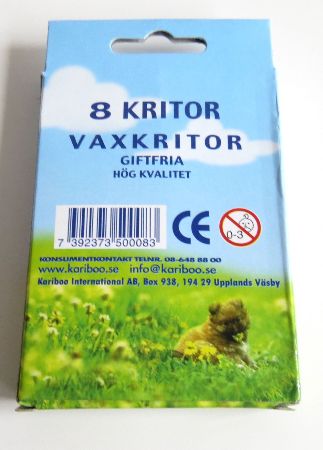 8 KRITOR
VAXKRITOR
GIFTFRIA
HÖG KVALITET
0-3
7 392373 500083
CE
KONSUMENTKONTAKT TELNR. 08-648 88 00
www.kariboo.se info@kariboo.se
Kariboo International AB, Box 938, 194 29 Upplands Väsby